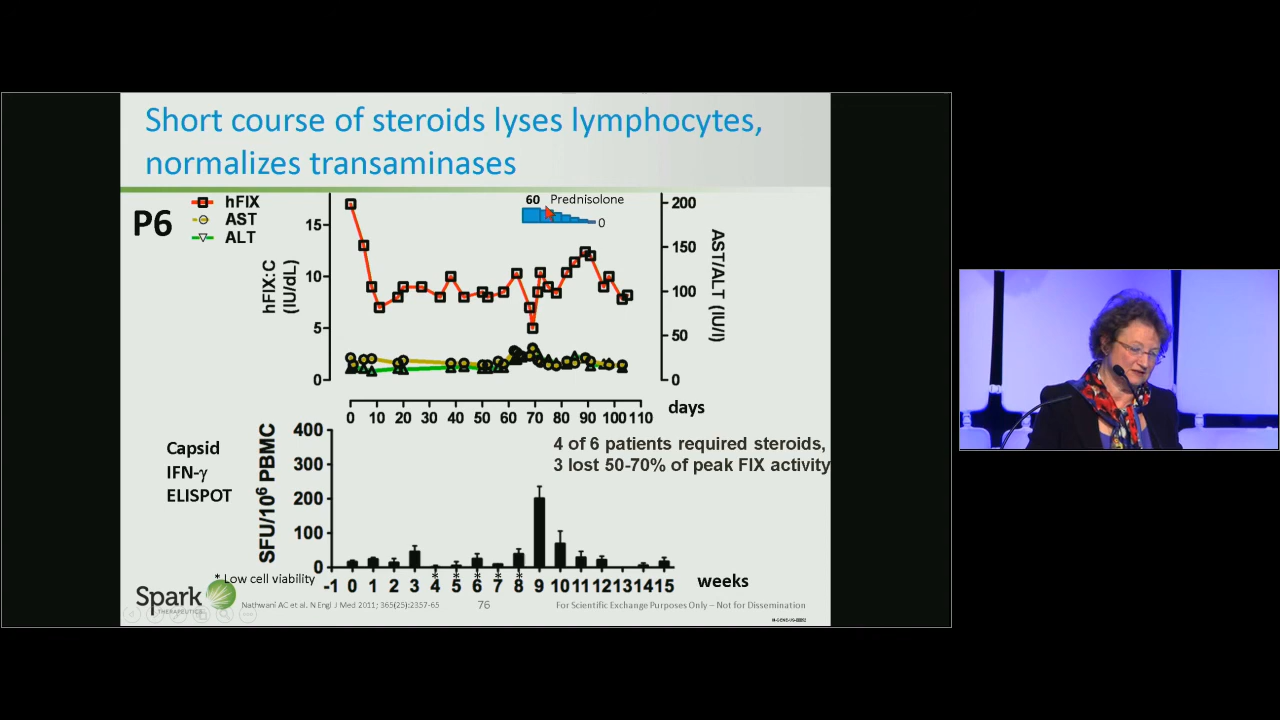 Short course of steroids lyses lymphocytes,
normalizes transaminases
P6
hFIX
AST
ALT
60 Prednisolone
0
hFIX:C
(IU/dL)
15
10
5
0
200
150
100
50
0
AST/ALT (IU/l)
0 10 20 30 40 50 60 70 80 90 100 110
days
4 of 6 patients required steroids,
3 lost 50-70% of peak FIX activity
Capsid
IFN-γ
ELISPOT
SFU/10⁶ PBMC
400
300
200
100
0
* * * * *
-1 0 1 2 3 4 5 6 7 8 9 10 11 12 13 14 15
weeks
* Low cell viability
Spark
THERAPEUTICS
Nathwani AC et al. N Engl J Med 2011; 365(25):2357-65
76
For Scientific Exchange Purposes Only – Not for Dissemination